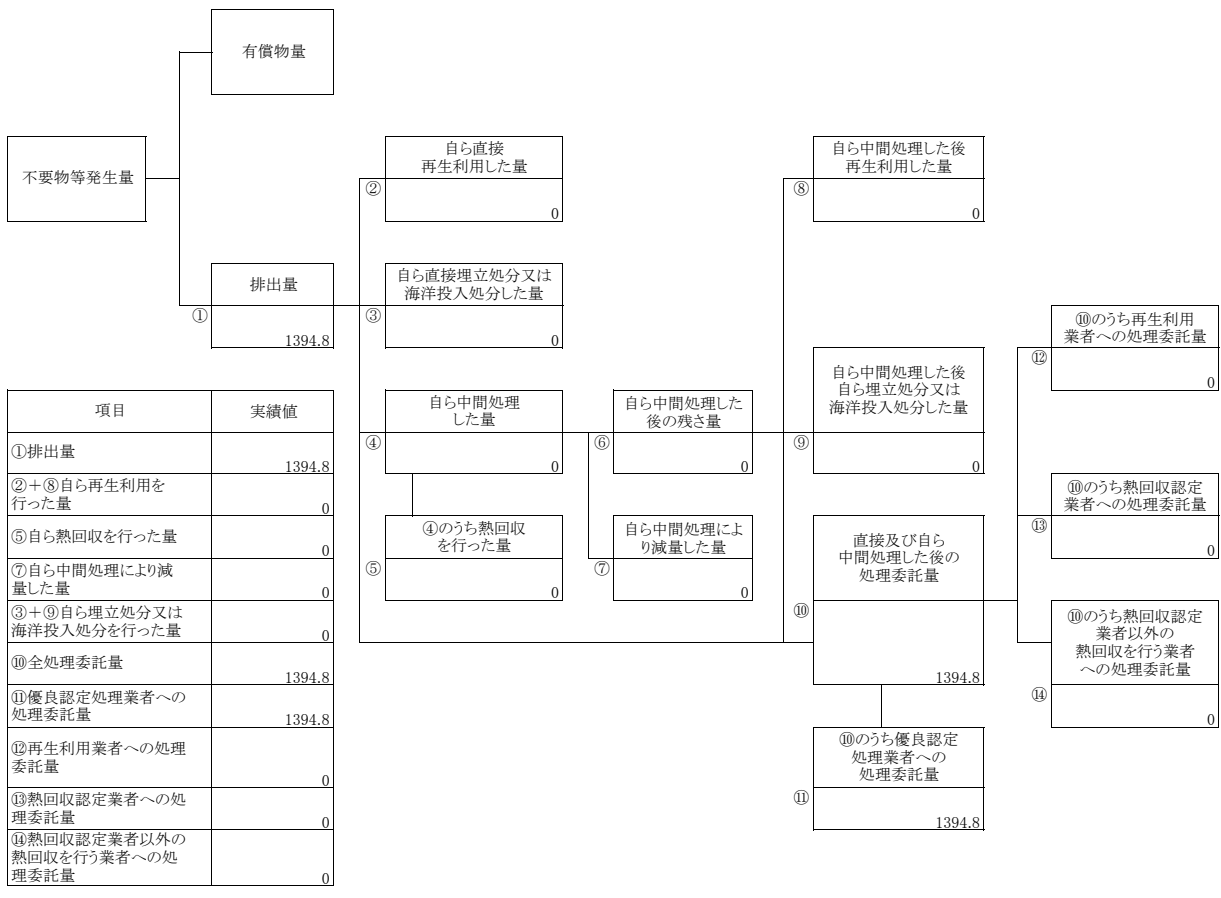 有償物量
不要物等発生量
自ら直接
再生利用した量
②
0
自ら中間処理した後
再生利用した量
⑧
0
排出量
①
1394.8
自ら直接埋立処分又は
海洋投入処分した量
③
0
自ら中間処理
した量
④
0
自ら中間処理した
後の残さ量
⑥
0
自ら中間処理した後
自ら埋立処分又は
海洋投入処分した量
⑨
0
⑩のうち再生利用
業者への処理委託量
⑫
0
④のうち熱回収
を行った量
⑤
0
自ら中間処理によ
り減量した量
⑦
0
直接及び自ら
中間処理した後の
処理委託量
⑩
1394.8
⑩のうち熱回収認定
業者への処理委託量
⑬
0
⑩のうち熱回収認定
業者以外の
熱回収を行う業者
への処理委託量
⑭
0
⑩のうち優良認定
処理業者への
処理委託量
⑪
1394.8
項目 実績値
①排出量
1394.8
②+⑧自ら再生利用を
行った量
0
⑤自ら熱回収を行った量
0
⑦自ら中間処理により減
量した量
0
③+⑨自ら埋立処分又は
海洋投入処分を行った量
0
⑩全処理委託量
1394.8
⑪優良認定処理業者への
処理委託量
1394.8
⑫再生利用業者への処理
委託量
0
⑬熱回収認定業者への処
理委託量
0
⑭熱回収認定業者以外の
熱回収を行う業者への処
理委託量
0